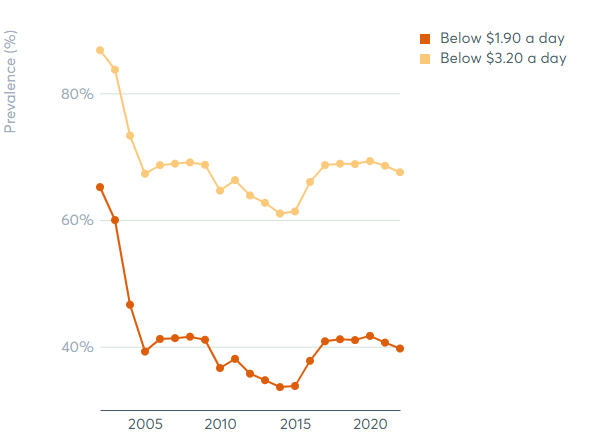 Prevalence (%)
Below $1.90 a day
Below $3.20 a day
80%
60%
40%
2005 2010 2015 2020